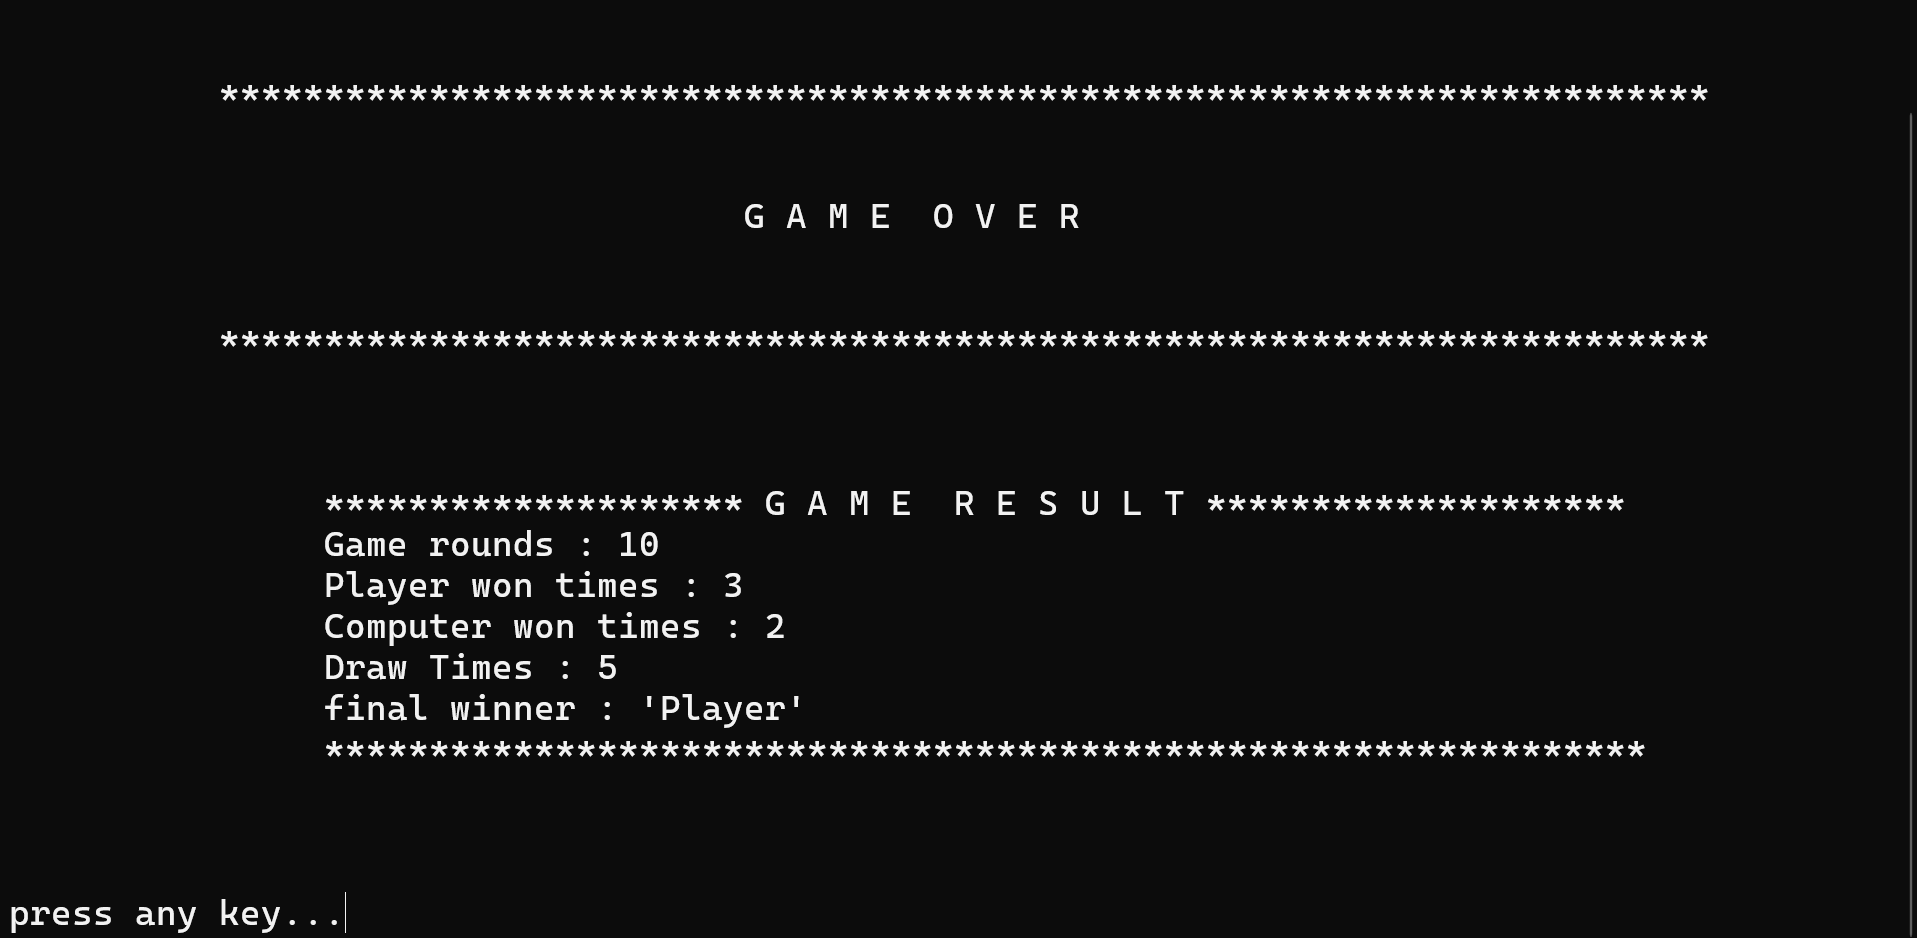 ***********************************************************************
G A M E  O V E R
***********************************************************************
******************** G A M E  R E S U L T ********************
Game rounds : 10
Player won times : 3
Computer won times : 2
Draw Times : 5
final winner : 'Player'
***************************************************************
press any key...